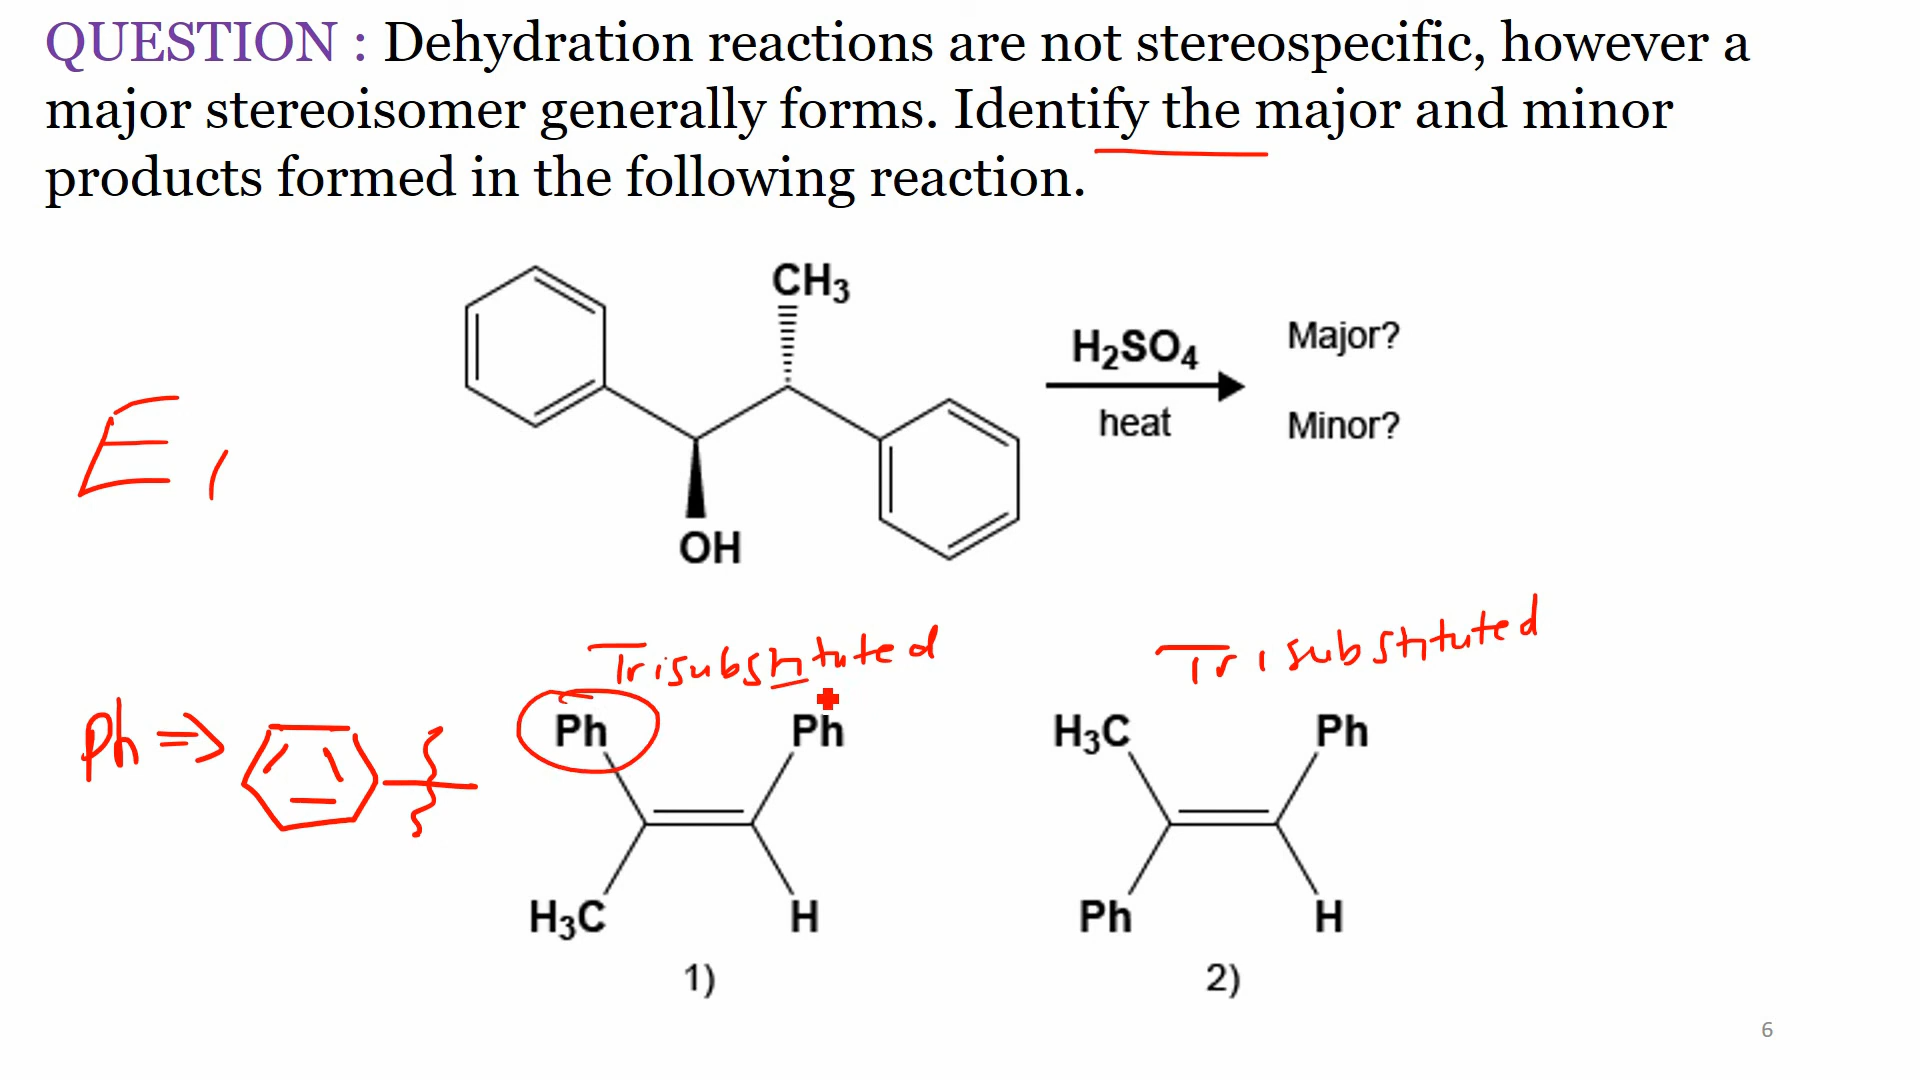 QUESTION : Dehydration reactions are not stereospecific, however a
major stereoisomer generally forms. Identify the major and minor
products formed in the following reaction.
CH3
H2SO4
heat
Major?
Minor?
OH
E1
Trisubstituted
Trisubstituted
Ph ⇒
Ph
Ph
H3C
H
1)
H3C
Ph
Ph
H
2)
6